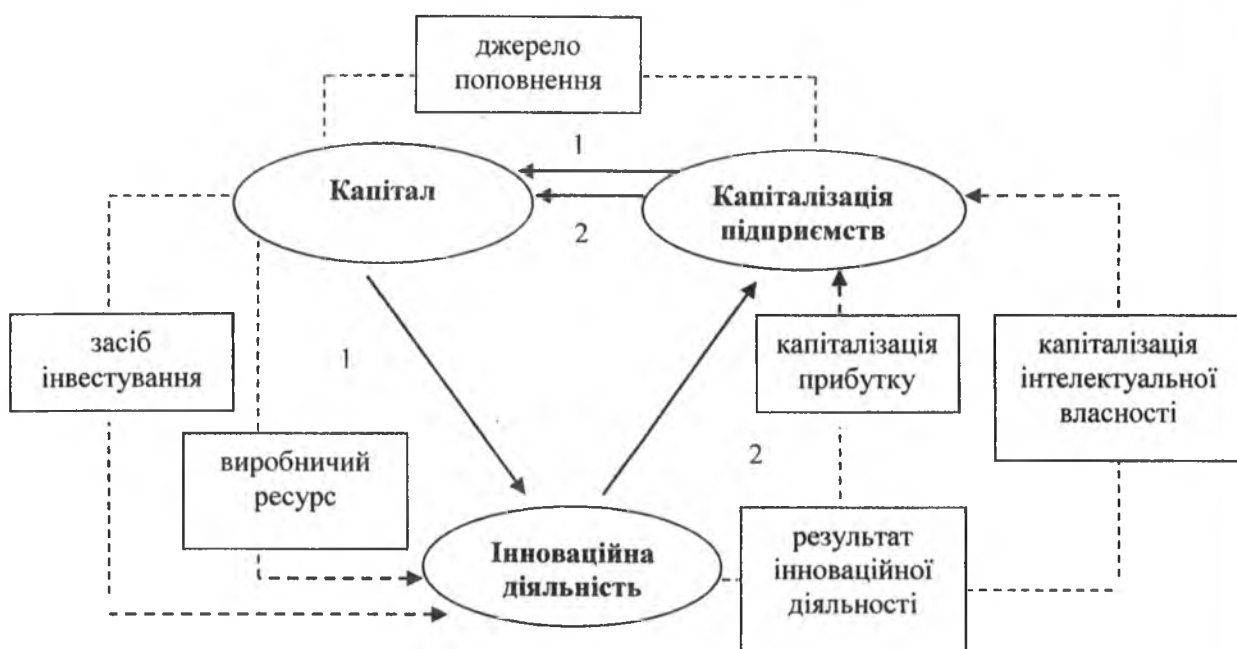 джерело
поповнення
1
Капітал
Капіталізація
підприємств
2
засіб
інвестування
1
капіталізація
прибутку
капіталізація
інтелектуальної
власності
виробничий
ресурс
2
Інноваційна
діяльність
результат
інноваційної
діяльності